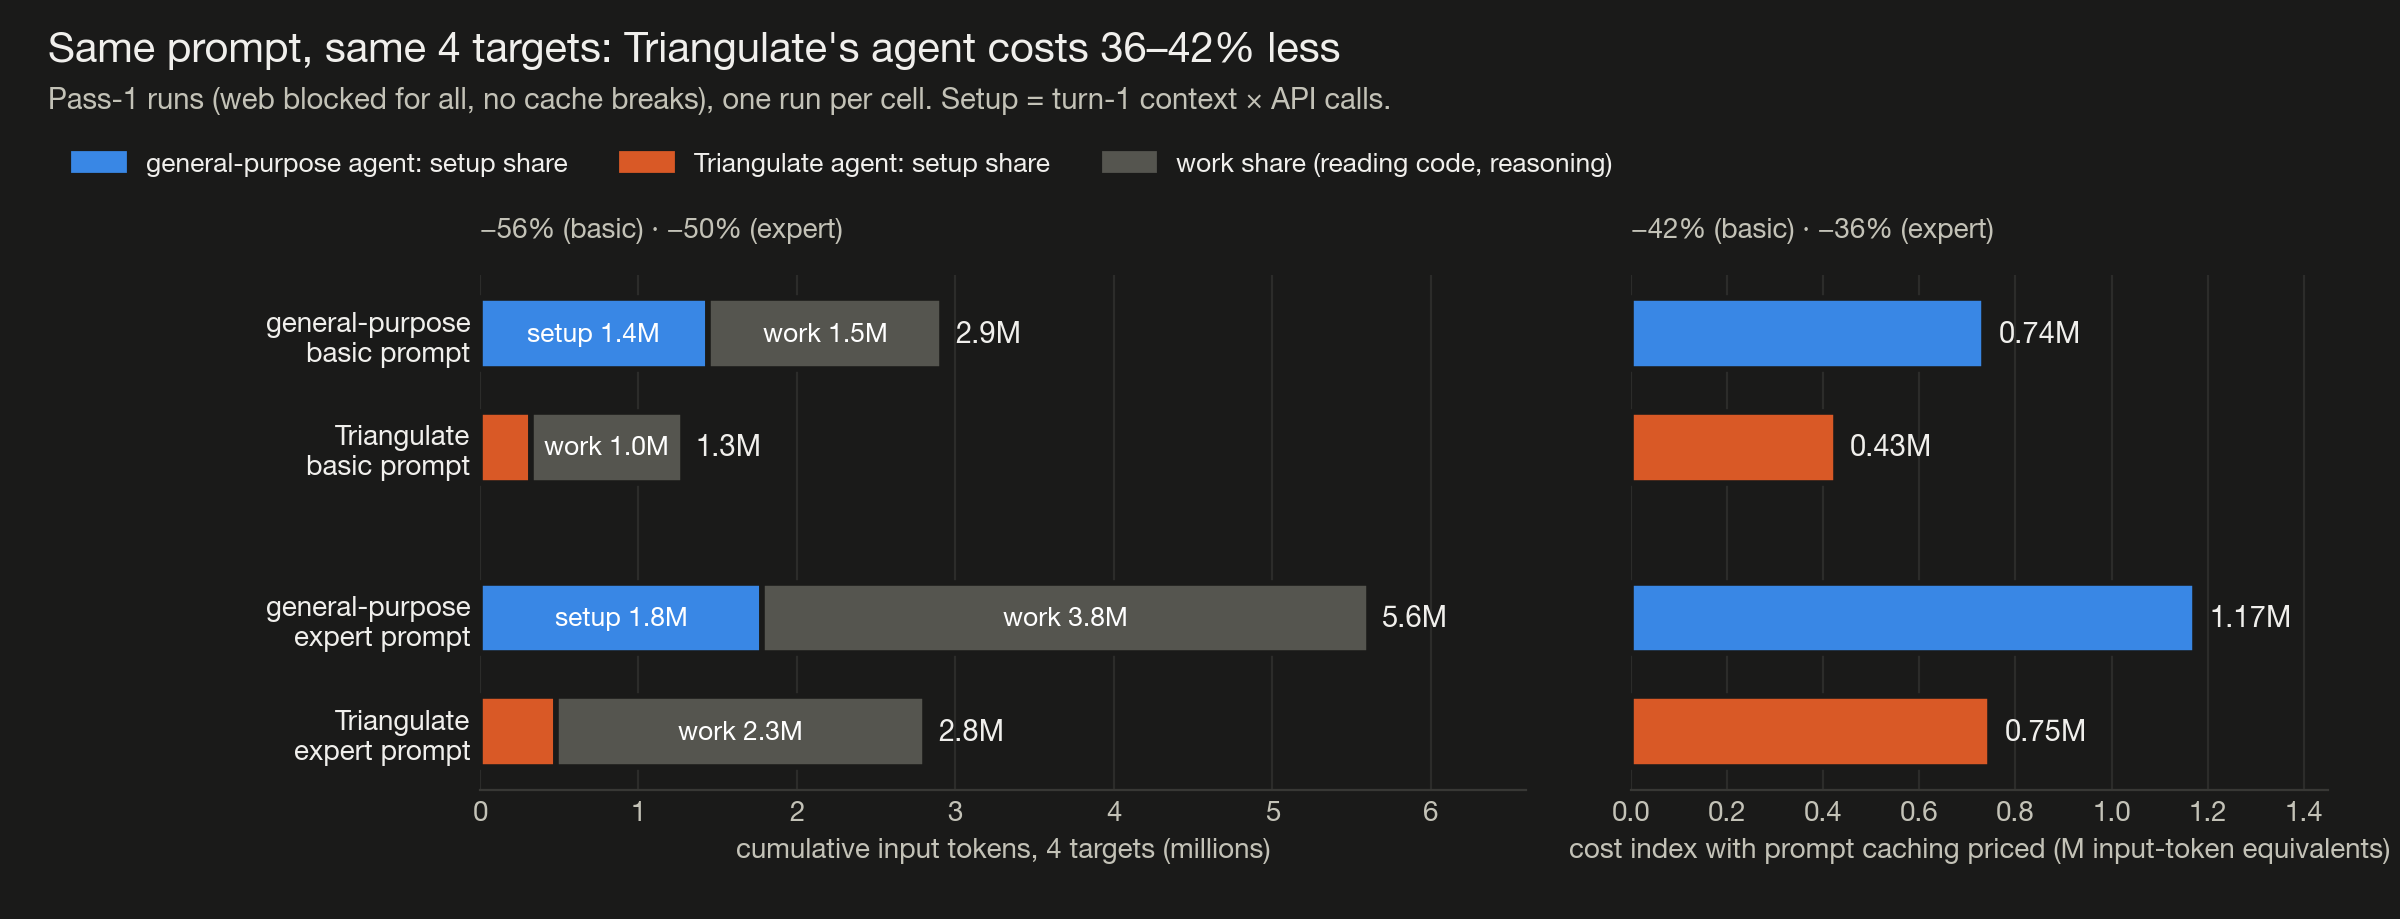 Same prompt, same 4 targets: Triangulate's agent costs 36–42% less
Pass-1 runs (web blocked for all, no cache breaks), one run per cell. Setup = turn-1 context × API calls.
general-purpose agent: setup share
Triangulate agent: setup share
work share (reading code, reasoning)
–56% (basic) · –50% (expert)
general-purpose
basic prompt
setup 1.4M
work 1.5M
2.9M
Triangulate
basic prompt
work 1.0M
1.3M
general-purpose
expert prompt
setup 1.8M
work 3.8M
5.6M
Triangulate
expert prompt
work 2.3M
2.8M
0 1 2 3 4 5 6
cumulative input tokens, 4 targets (millions)
–42% (basic) · –36% (expert)
0.74M
0.43M
1.17M
0.75M
0.0 0.2 0.4 0.6 0.8 1.0 1.2 1.4
cost index with prompt caching priced (M input-token equivalents)